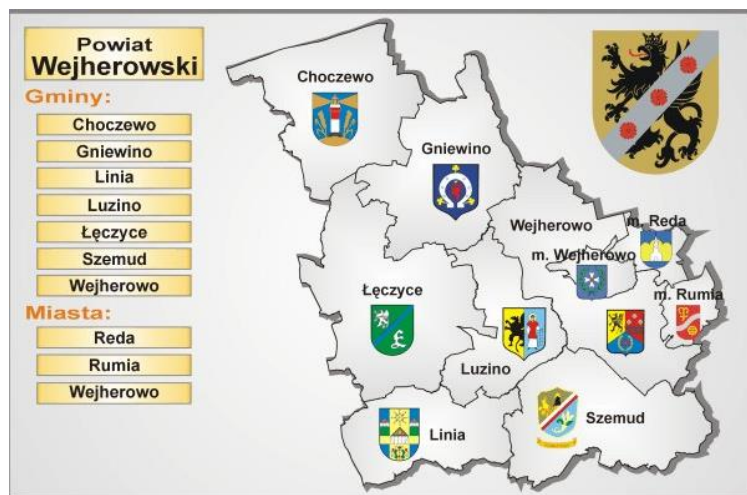 Powiat
Wejherowski
Gminy:
Choczewo
Gniewino
Linia
Luzino
Łęczyce
Szemud
Wejherowo
Miasta:
Reda
Rumia
Wejherowo
Choczewo
Gniewino
Wejherowo
m. Reda
m. Wejherowo
Łęczyce
m. Rumia
Luzino
Linia
Szemud